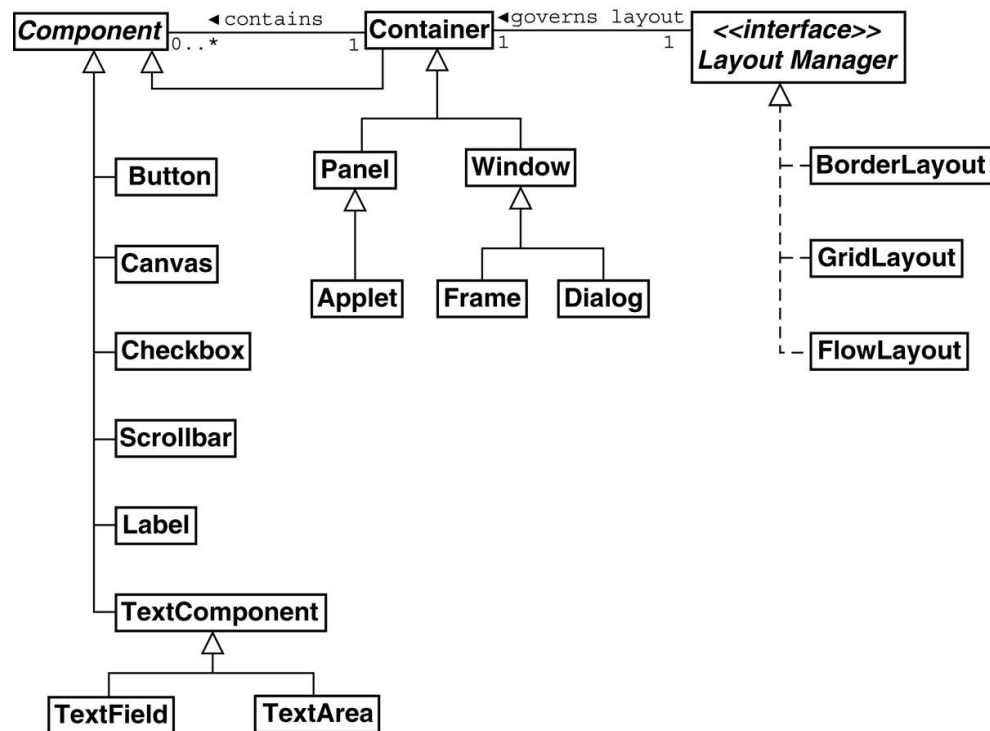 Component
◄contains
0..*
1
Container
◄governs layout
1
1
<<interface>>
Layout Manager
Button
Panel
Window
BorderLayout
Canvas
Applet
Frame
Dialog
GridLayout
Checkbox
FlowLayout
Scrollbar
Label
TextComponent
TextField
TextArea